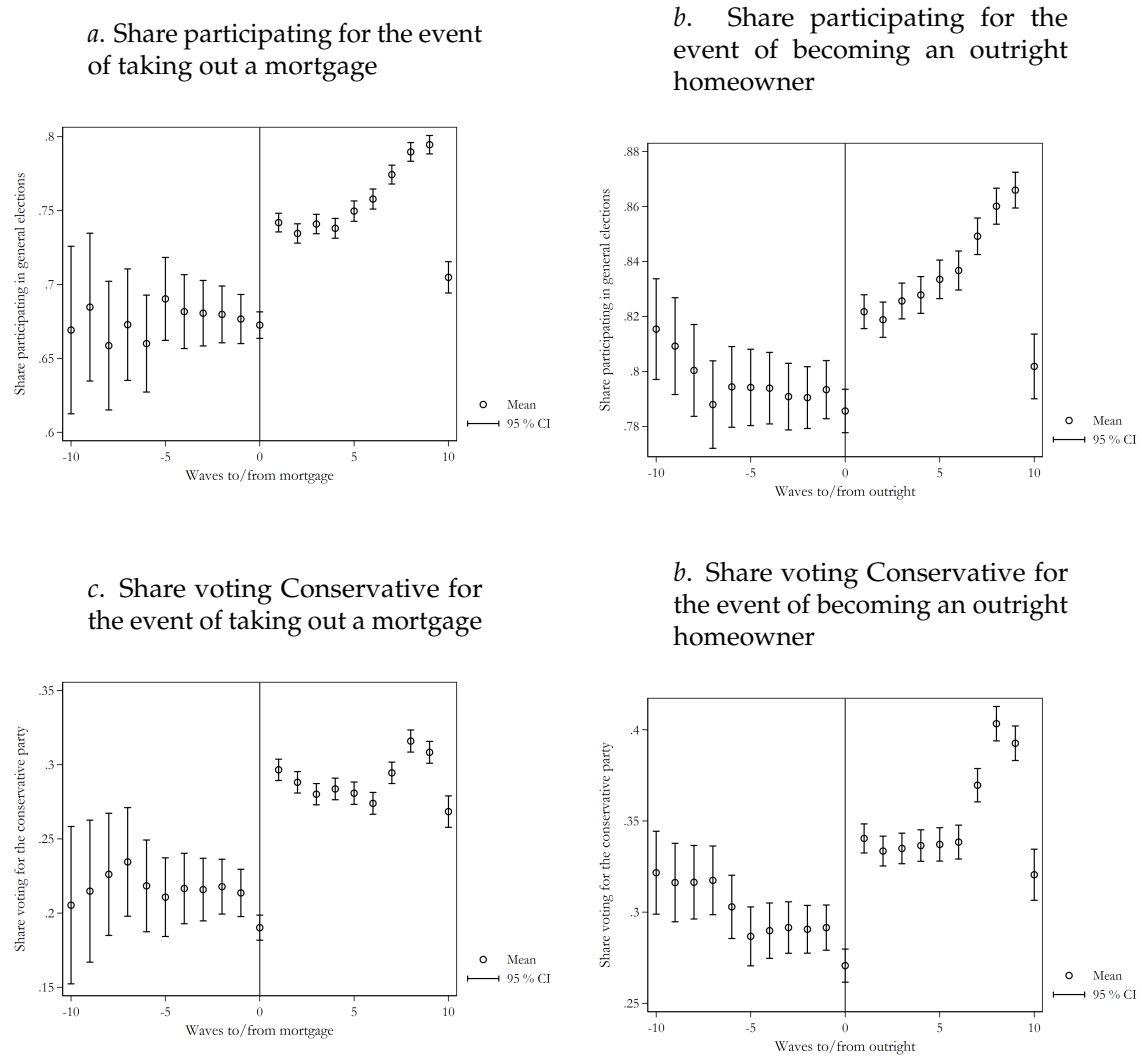 a. Share participating for the event
of taking out a mortgage
Share participating in general elections
.8
.75
.7
.65
.6
-10
-5
0
5
10
Waves to/from mortgage
Mean
95 % CI
b. Share participating for the
event of becoming an outright
homeowner
Share participating in general elections
.88
.86
.84
.82
.8
.78
-10
-5
0
5
10
Waves to/from outright
Mean
95 % CI
c. Share voting Conservative for
the event of taking out a mortgage
Share voting for the conservative party
.35
.3
.25
.2
.15
-10
-5
0
5
10
Waves to/from mortgage
Mean
95 % CI
b. Share voting Conservative for
the event of becoming an outright
homeowner
Share voting for the conservative party
.4
.35
.3
.25
-10
-5
0
5
10
Waves to/from outright
Mean
95 % CI